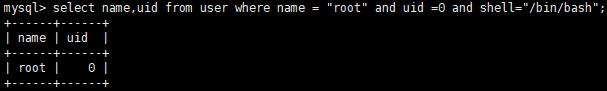 mysql> select name,uid from user where name = "root" and uid =0 and shell="/bin/bash";
+------+------+
| name | uid  |
+------+------+
| root |    0 |
+------+------+